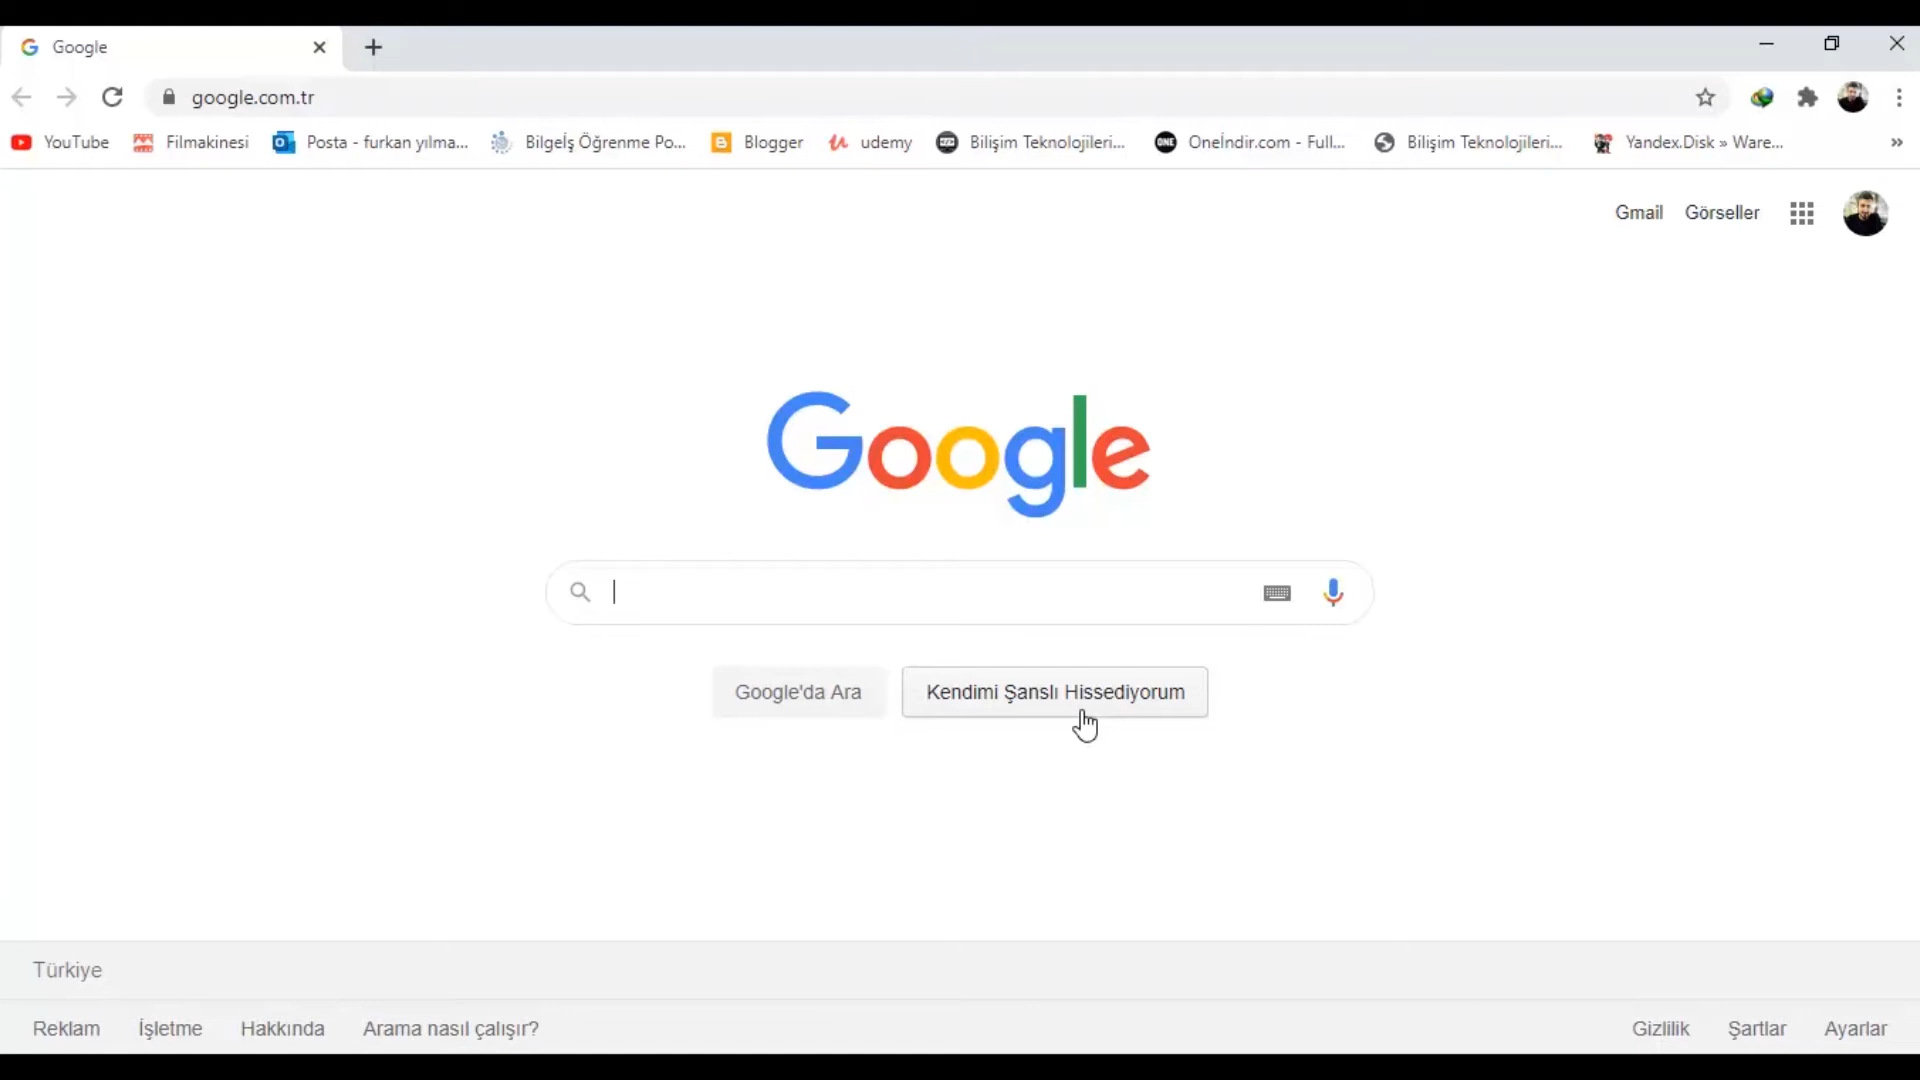 Google
google.com.tr
YouTube Filmakinesi Posta - furkan yılma... Bilgeİş Öğrenme Po... Blogger udemy Bilişim Teknolojileri... Oneİndir.com - Full... Bilişim Teknolojileri... Yandex.Disk » Ware... »
Gmail Görseller
Google
Google'da Ara Kendimi Şanslı Hissediyorum
Türkiye
Reklam İşletme Hakkında Arama nasıl çalışır? Gizlilik Şartlar Ayarlar